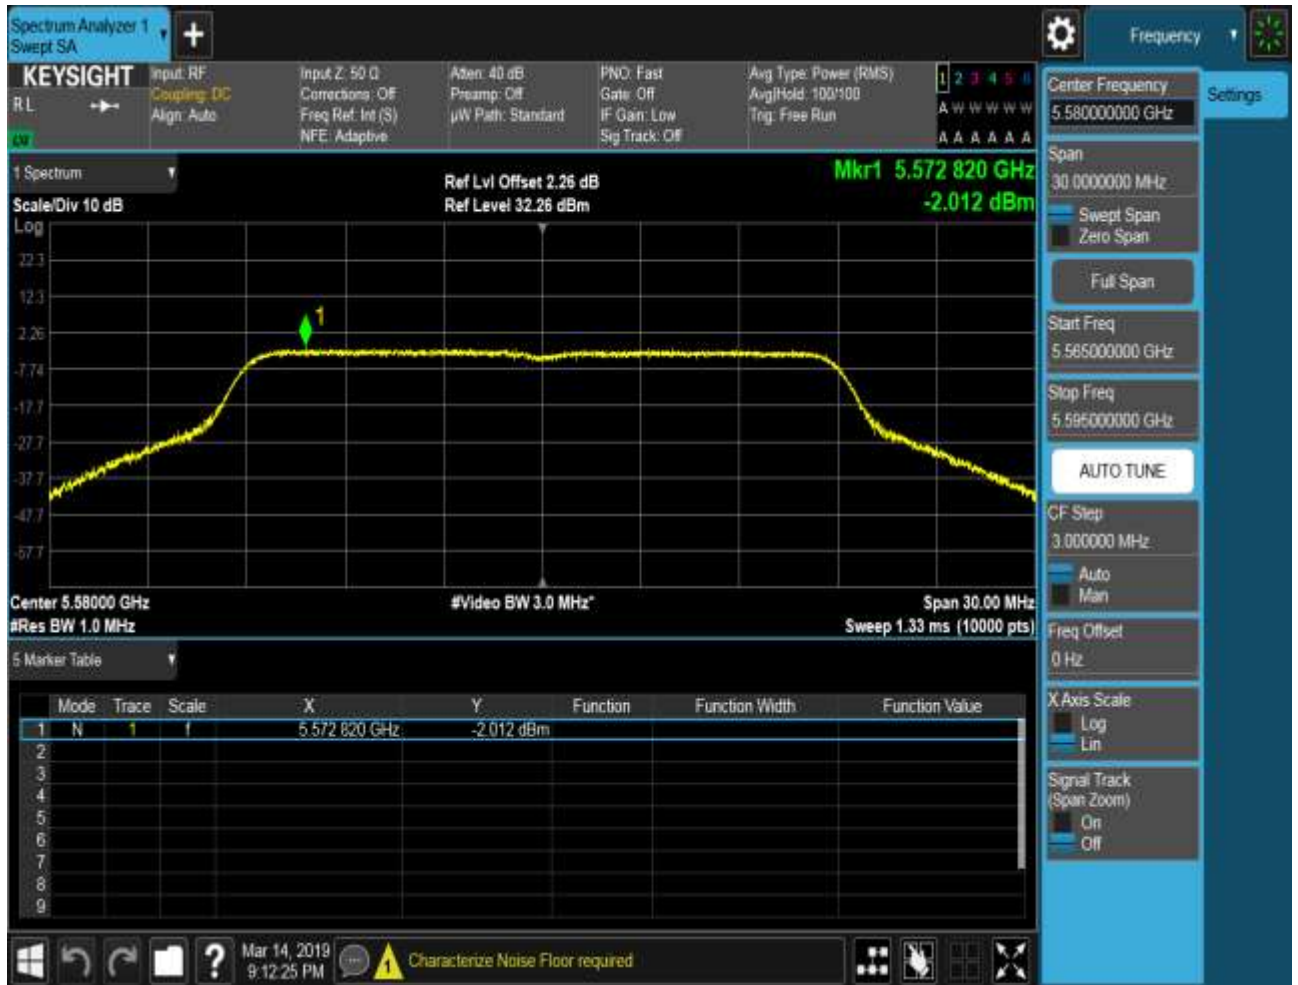 Spectrum Analyzer 1
Swept SA
Frequency
KEYSIGHT
R L
Input: RF
Coupling: DC
Align: Auto
Input Z: 50 Ω
Corrections: Off
Freq Ref: Int (S)
NFE: Adaptive
Atten: 40 dB
Preamp: Off
µW Path: Standard
PNO: Fast
Gate: Off
IF Gain: Low
Sig Track: Off
Avg Type: Power (RMS)
Avg|Hold: 100/100
Trig: Free Run
1 2 3 4 5 6
A W W W W W
A A A A A A
1 Spectrum
Scale/Div 10 dB
Ref Lvl Offset 2.26 dB
Ref Level 32.26 dBm
Mkr1 5.572 820 GHz
-2.012 dBm
Log
22.3
12.3
2.26
-7.74
-17.7
-27.7
-37.7
-47.7
-57.7
1
Center 5.58000 GHz
#Res BW 1.0 MHz
#Video BW 3.0 MHz*
Span 30.00 MHz
Sweep 1.33 ms (10000 pts)
5 Marker Table
Mode Trace Scale X Y Function Function Width Function Value
1 N 1 f 5.572 820 GHz -2.012 dBm
2
3
4
5
6
7
8
9
Mar 14, 2019
9:12:25 PM
?
1
Characterize Noise Floor required
Settings
Center Frequency
5.580000000 GHz
Span
30.0000000 MHz
Swept Span
Zero Span
Full Span
Start Freq
5.565000000 GHz
Stop Freq
5.595000000 GHz
AUTO TUNE
CF Step
3.000000 MHz
Auto
Man
Freq Offset
0 Hz
X Axis Scale
Log
Lin
Signal Track
(Span Zoom)
On
Off